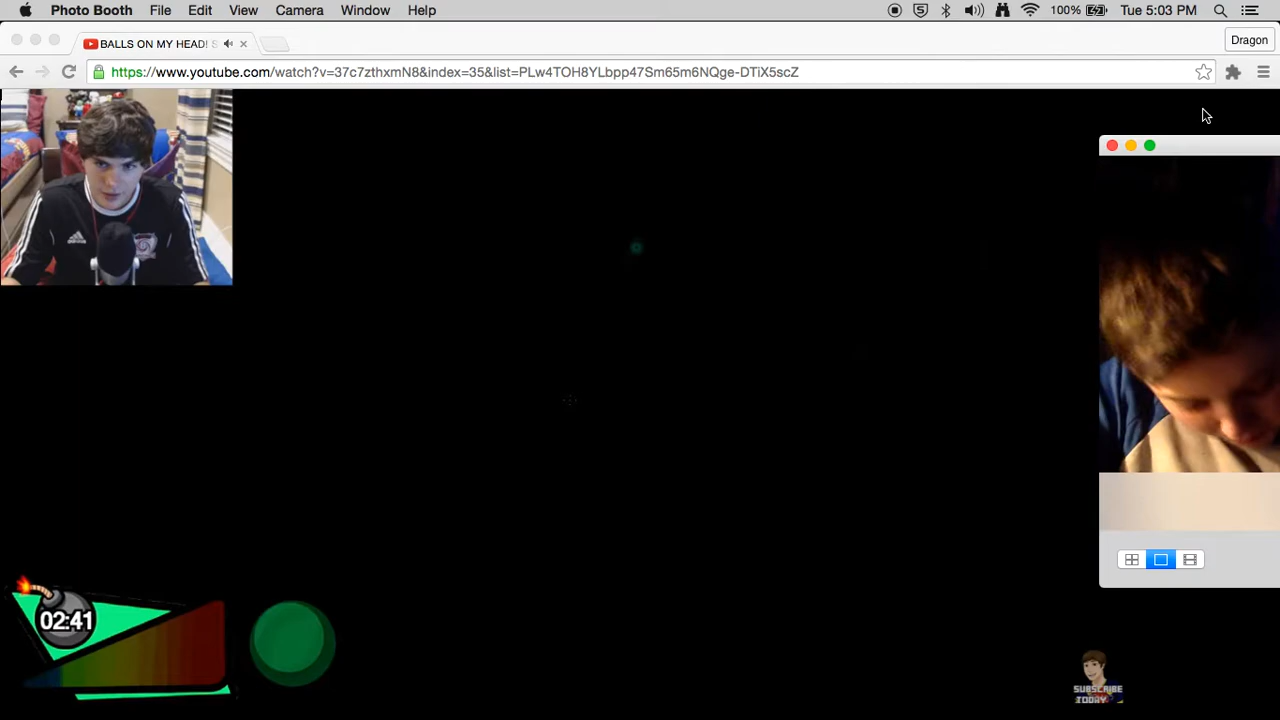 Photo Booth File Edit View Camera Window Help 100% Tue 5:03 PM
BALLS ON MY HEAD! S
Dragon
https://www.youtube.com/watch?v=37c7zthxmN8&index=35&list=PLw4TOH8YLbpp47Sm65m6NQge-DTiX5scZ
02:41
SUBSCRIBE
TODAY